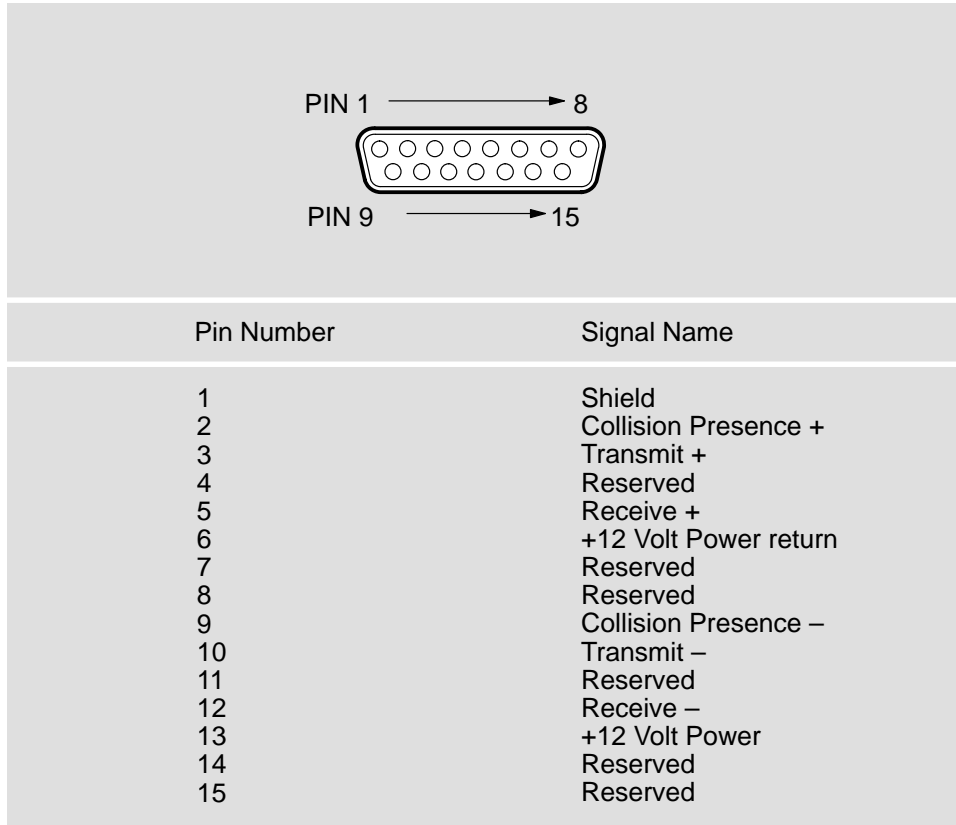 PIN 1 8
PIN 9 15
Pin Number Signal Name
1 Shield
2 Collision Presence +
3 Transmit +
4 Reserved
5 Receive +
6 +12 Volt Power return
7 Reserved
8 Reserved
9 Collision Presence –
10 Transmit –
11 Reserved
12 Receive –
13 +12 Volt Power
14 Reserved
15 Reserved